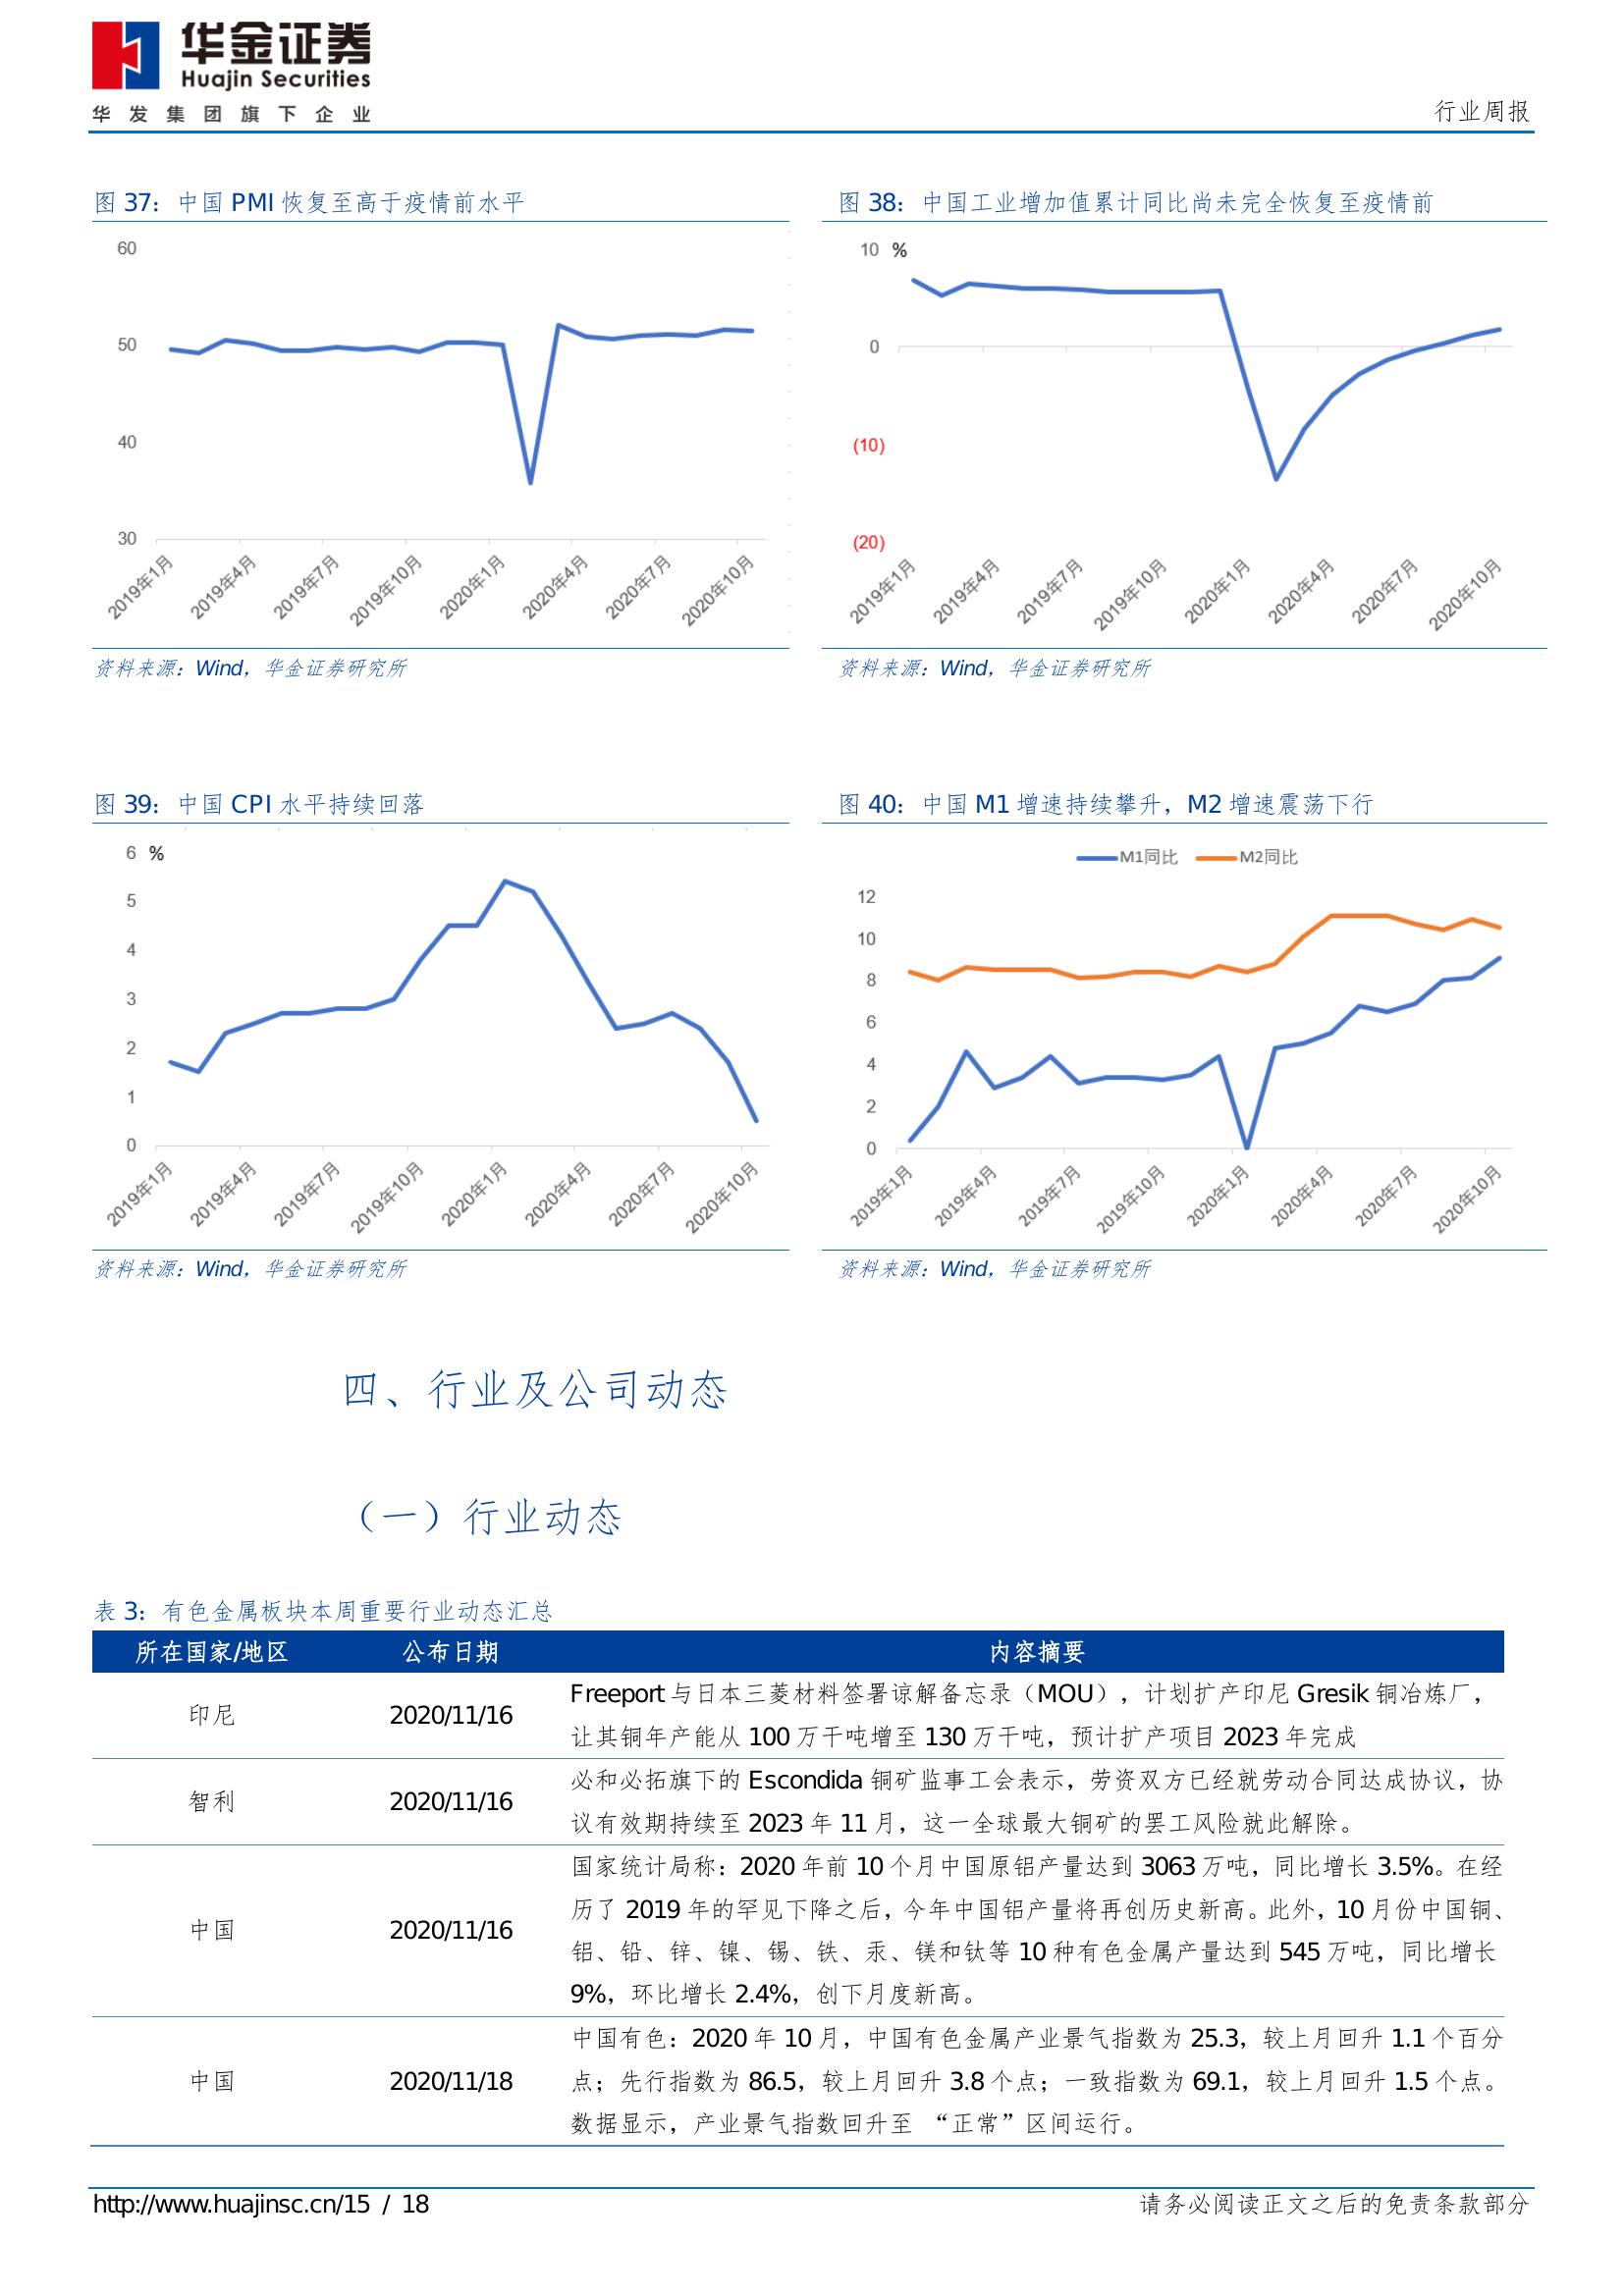 华金证券
Huajin Securities
华发集团旗下企业
行业周报
图 37：中国 PMI 恢复至高于疫情前水平
60
50
40
30
2019年1月
2019年4月
2019年7月
2019年10月
2020年1月
2020年4月
2020年7月
2020年10月
资料来源：Wind，华金证券研究所
图 38：中国工业增加值累计同比尚未完全恢复至疫情前
10 %
0
(10)
(20)
2019年1月
2019年4月
2019年7月
2019年10月
2020年1月
2020年4月
2020年7月
2020年10月
资料来源：Wind，华金证券研究所
图 39：中国 CPI 水平持续回落
6 %
5
4
3
2
1
0
2019年1月
2019年4月
2019年7月
2019年10月
2020年1月
2020年4月
2020年7月
2020年10月
资料来源：Wind，华金证券研究所
图 40：中国 M1 增速持续攀升，M2 增速震荡下行
M1同比 M2同比
12
10
8
6
4
2
0
2019年1月
2019年4月
2019年7月
2019年10月
2020年1月
2020年4月
2020年7月
2020年10月
资料来源：Wind，华金证券研究所
四、行业及公司动态
（一）行业动态
表 3：有色金属板块本周重要行业动态汇总
所在国家/地区 公布日期 内容摘要
印尼 2020/11/16
Freeport 与日本三菱材料签署谅解备忘录（MOU），计划扩产印尼 Gresik 铜冶炼厂，
让其铜年产能从 100 万干吨增至 130 万干吨，预计扩产项目 2023 年完成
智利 2020/11/16
必和必拓旗下的 Escondida 铜矿监事工会表示，劳资双方已经就劳动合同达成协议，协
议有效期持续至 2023 年 11 月，这一全球最大铜矿的罢工风险就此解除。
中国 2020/11/16
国家统计局称：2020 年前 10 个月中国原铝产量达到 3063 万吨，同比增长 3.5%。在经
历了 2019 年的罕见下降之后，今年中国铝产量将再创历史新高。此外，10 月份中国铜、
铝、铅、锌、镍、锡、铁、汞、镁和钛等 10 种有色金属产量达到 545 万吨，同比增长
9%，环比增长 2.4%，创下月度新高。
中国 2020/11/18
中国有色：2020 年 10 月，中国有色金属产业景气指数为 25.3，较上月回升 1.1 个百分
点；先行指数为 86.5，较上月回升 3.8 个点；一致指数为 69.1，较上月回升 1.5 个点。
数据显示，产业景气指数回升至 “正常”区间运行。
http://www.huajinsc.cn/15 / 18
请务必阅读正文之后的免责条款部分